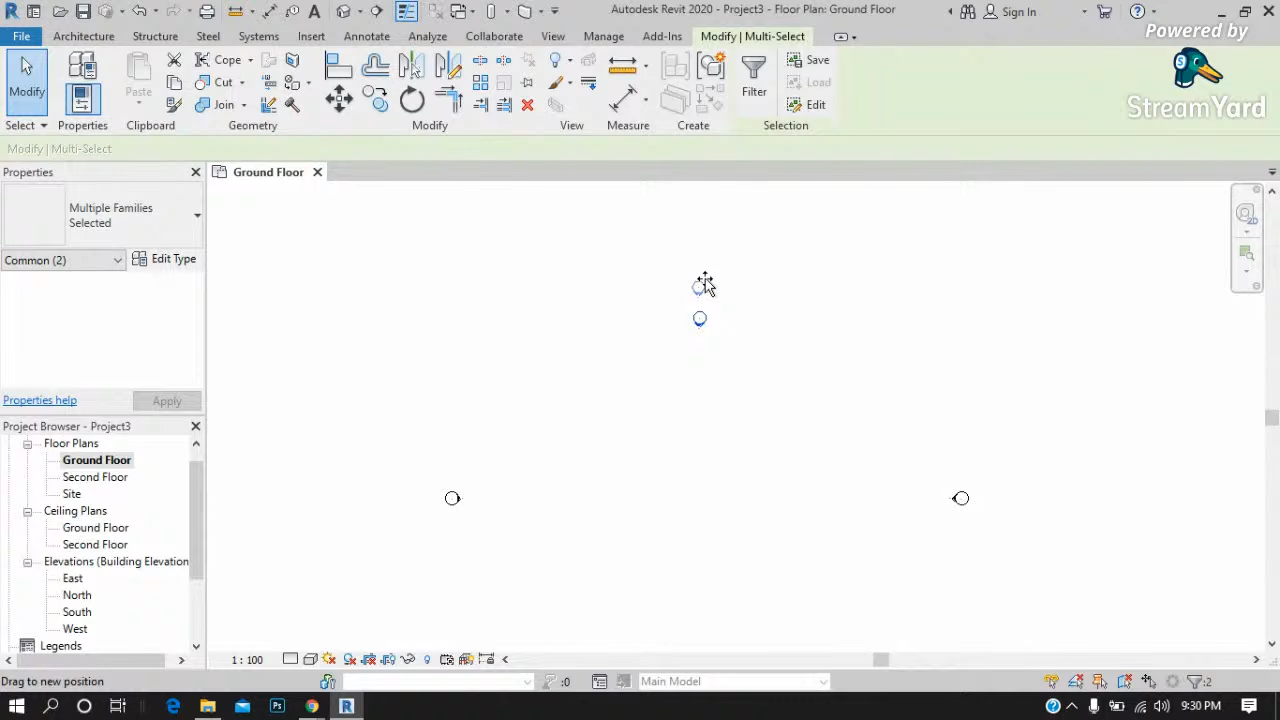 Autodesk Revit 2020 - Project3 - Floor Plan: Ground Floor
Sign In
File
Architecture
Structure
Steel
Systems
Insert
Annotate
Analyze
Collaborate
View
Manage
Add-Ins
Modify | Multi-Select
Powered by
StreamYard
Modify
Paste
Cope
Cut
Join
Filter
Save
Load
Edit
Select
Properties
Clipboard
Geometry
Modify
View
Measure
Create
Selection
Modify | Multi-Select
Properties
Ground Floor
Multiple Families
Selected
Common (2)
Edit Type
2D
Properties help
Apply
Project Browser - Project3
Floor Plans
Ground Floor
Second Floor
Site
Ceiling Plans
Ground Floor
Second Floor
Elevations (Building Elevation
East
North
South
West
Legends
1 : 100
Drag to new position
:0
Main Model
:2
9:30 PM